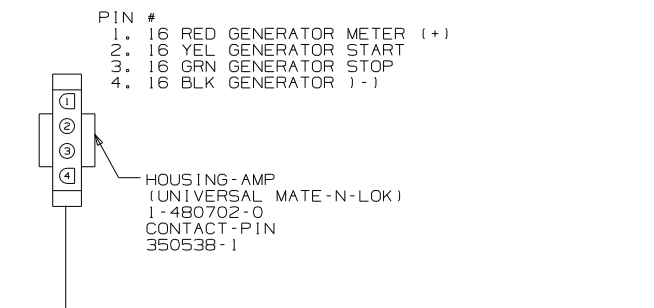 PIN #
1. 16 RED GENERATOR METER (+)
2. 16 YEL GENERATOR START
3. 16 GRN GENERATOR STOP
4. 16 BLK GENERATOR )-)
1
2
3
4
HOUSING-AMP
(UNIVERSAL MATE-N-LOK)
1-480702-0
CONTACT-PIN
350538-1